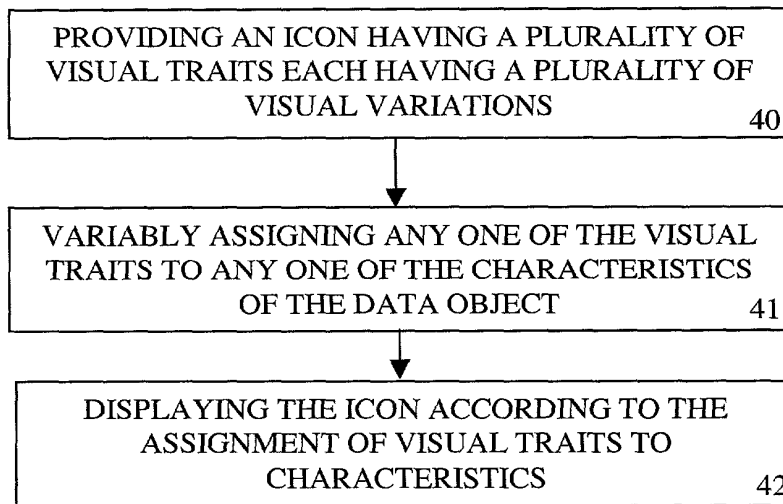 PROVIDING AN ICON HAVING A PLURALITY OF
VISUAL TRAITS EACH HAVING A PLURALITY OF
VISUAL VARIATIONS
40
VARIABLY ASSIGNING ANY ONE OF THE VISUAL
TRAITS TO ANY ONE OF THE CHARACTERISTICS
OF THE DATA OBJECT
41
DISPLAYING THE ICON ACCORDING TO THE
ASSIGNMENT OF VISUAL TRAITS TO
CHARACTERISTICS
42